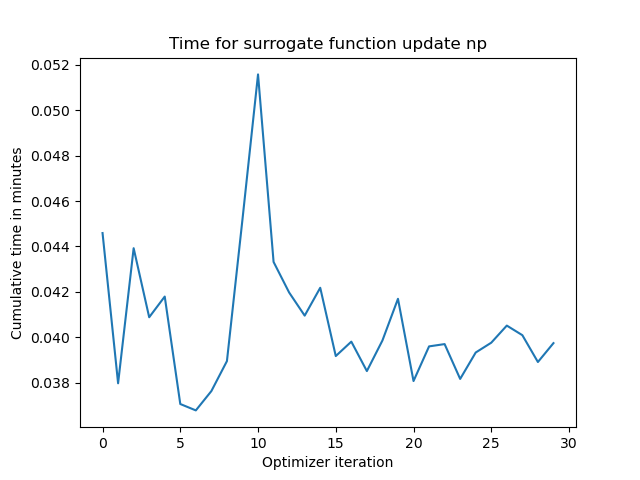 Time for surrogate function update np
0.052
0.050
0.048
0.046
0.044
0.042
0.040
0.038
Cumulative time in minutes
0 5 10 15 20 25 30
Optimizer iteration